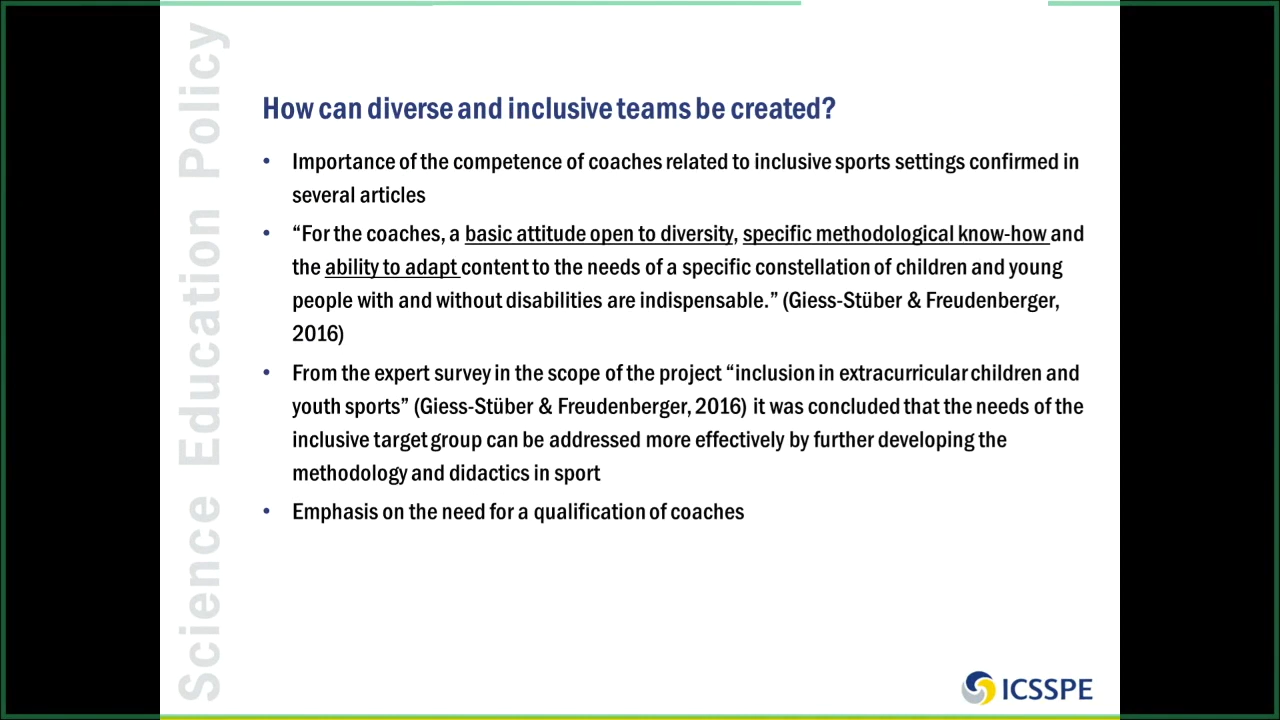 Science Education Policy
How can diverse and inclusive teams be created?
• Importance of the competence of coaches related to inclusive sports settings confirmed in
several articles
• “For the coaches, a basic attitude open to diversity, specific methodological know-how and
the ability to adapt content to the needs of a specific constellation of children and young
people with and without disabilities are indispensable.” (Giess-Stüber & Freudenberger,
2016)
• From the expert survey in the scope of the project “inclusion in extracurricular children and
youth sports” (Giess-Stüber & Freudenberger, 2016) it was concluded that the needs of the
inclusive target group can be addressed more effectively by further developing the
methodology and didactics in sport
• Emphasis on the need for a qualification of coaches
ICSSPE